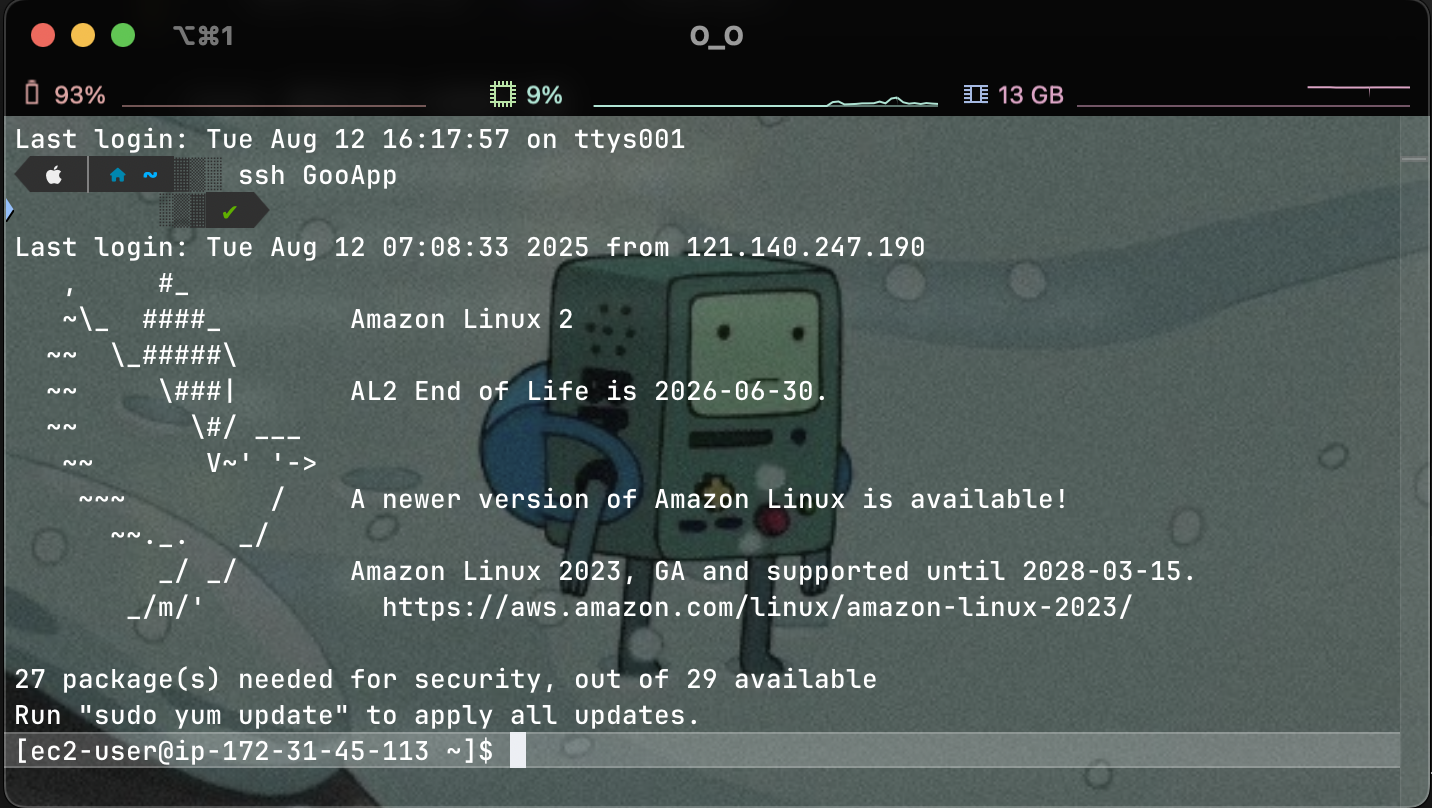 ⌥⌘1
o_o
93%
9%
13 GB
Last login: Tue Aug 12 16:17:57 on ttys001
~ ssh GooApp
✔
Last login: Tue Aug 12 07:08:33 2025 from 121.140.247.190
   ,     #_
   ~\_  ####_        Amazon Linux 2
  ~~  \_#####\
  ~~     \###|       AL2 End of Life is 2026-06-30.
  ~~       \#/ ___
   ~~       V~' '->
    ~~~         /    A newer version of Amazon Linux is available!
      ~~._.   _/
         _/ _/       Amazon Linux 2023, GA and supported until 2028-03-15.
       _/m/'           https://aws.amazon.com/linux/amazon-linux-2023/
27 package(s) needed for security, out of 29 available
Run "sudo yum update" to apply all updates.
[ec2-user@ip-172-31-45-113 ~]$